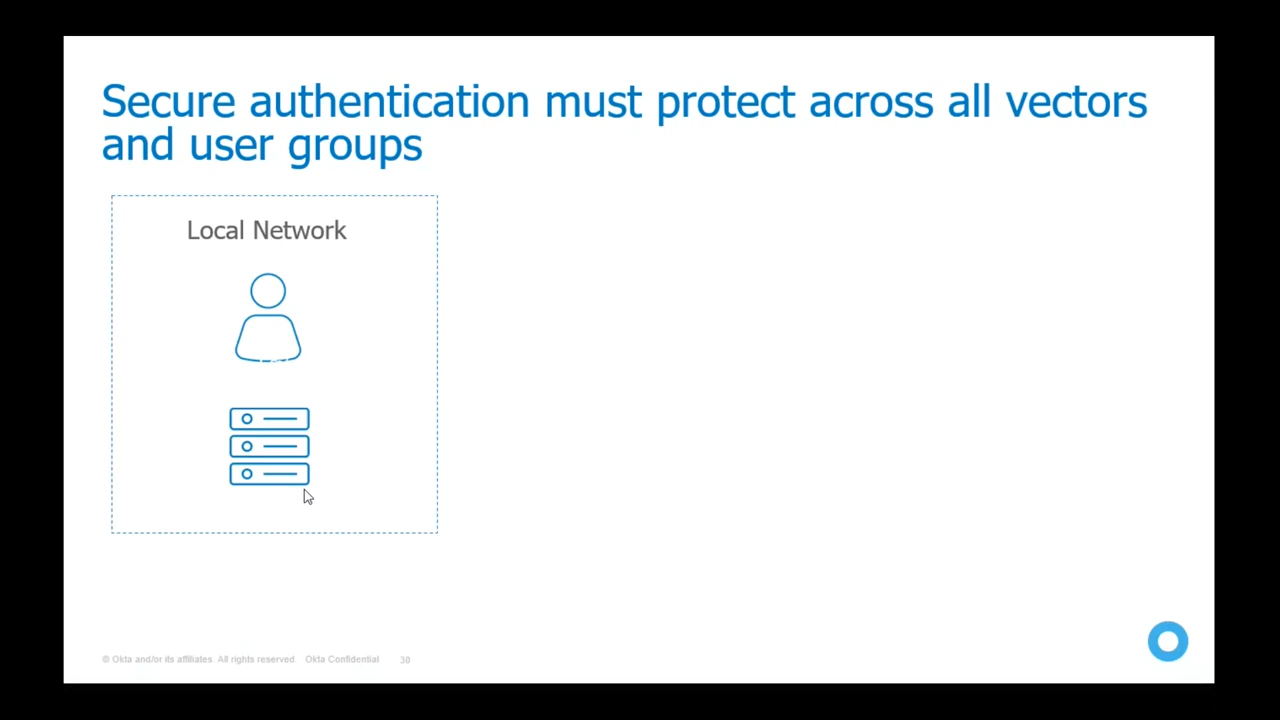 Secure authentication must protect across all vectors
and user groups
Local Network
© Okta and/or its affiliates. All rights reserved. Okta Confidential 30